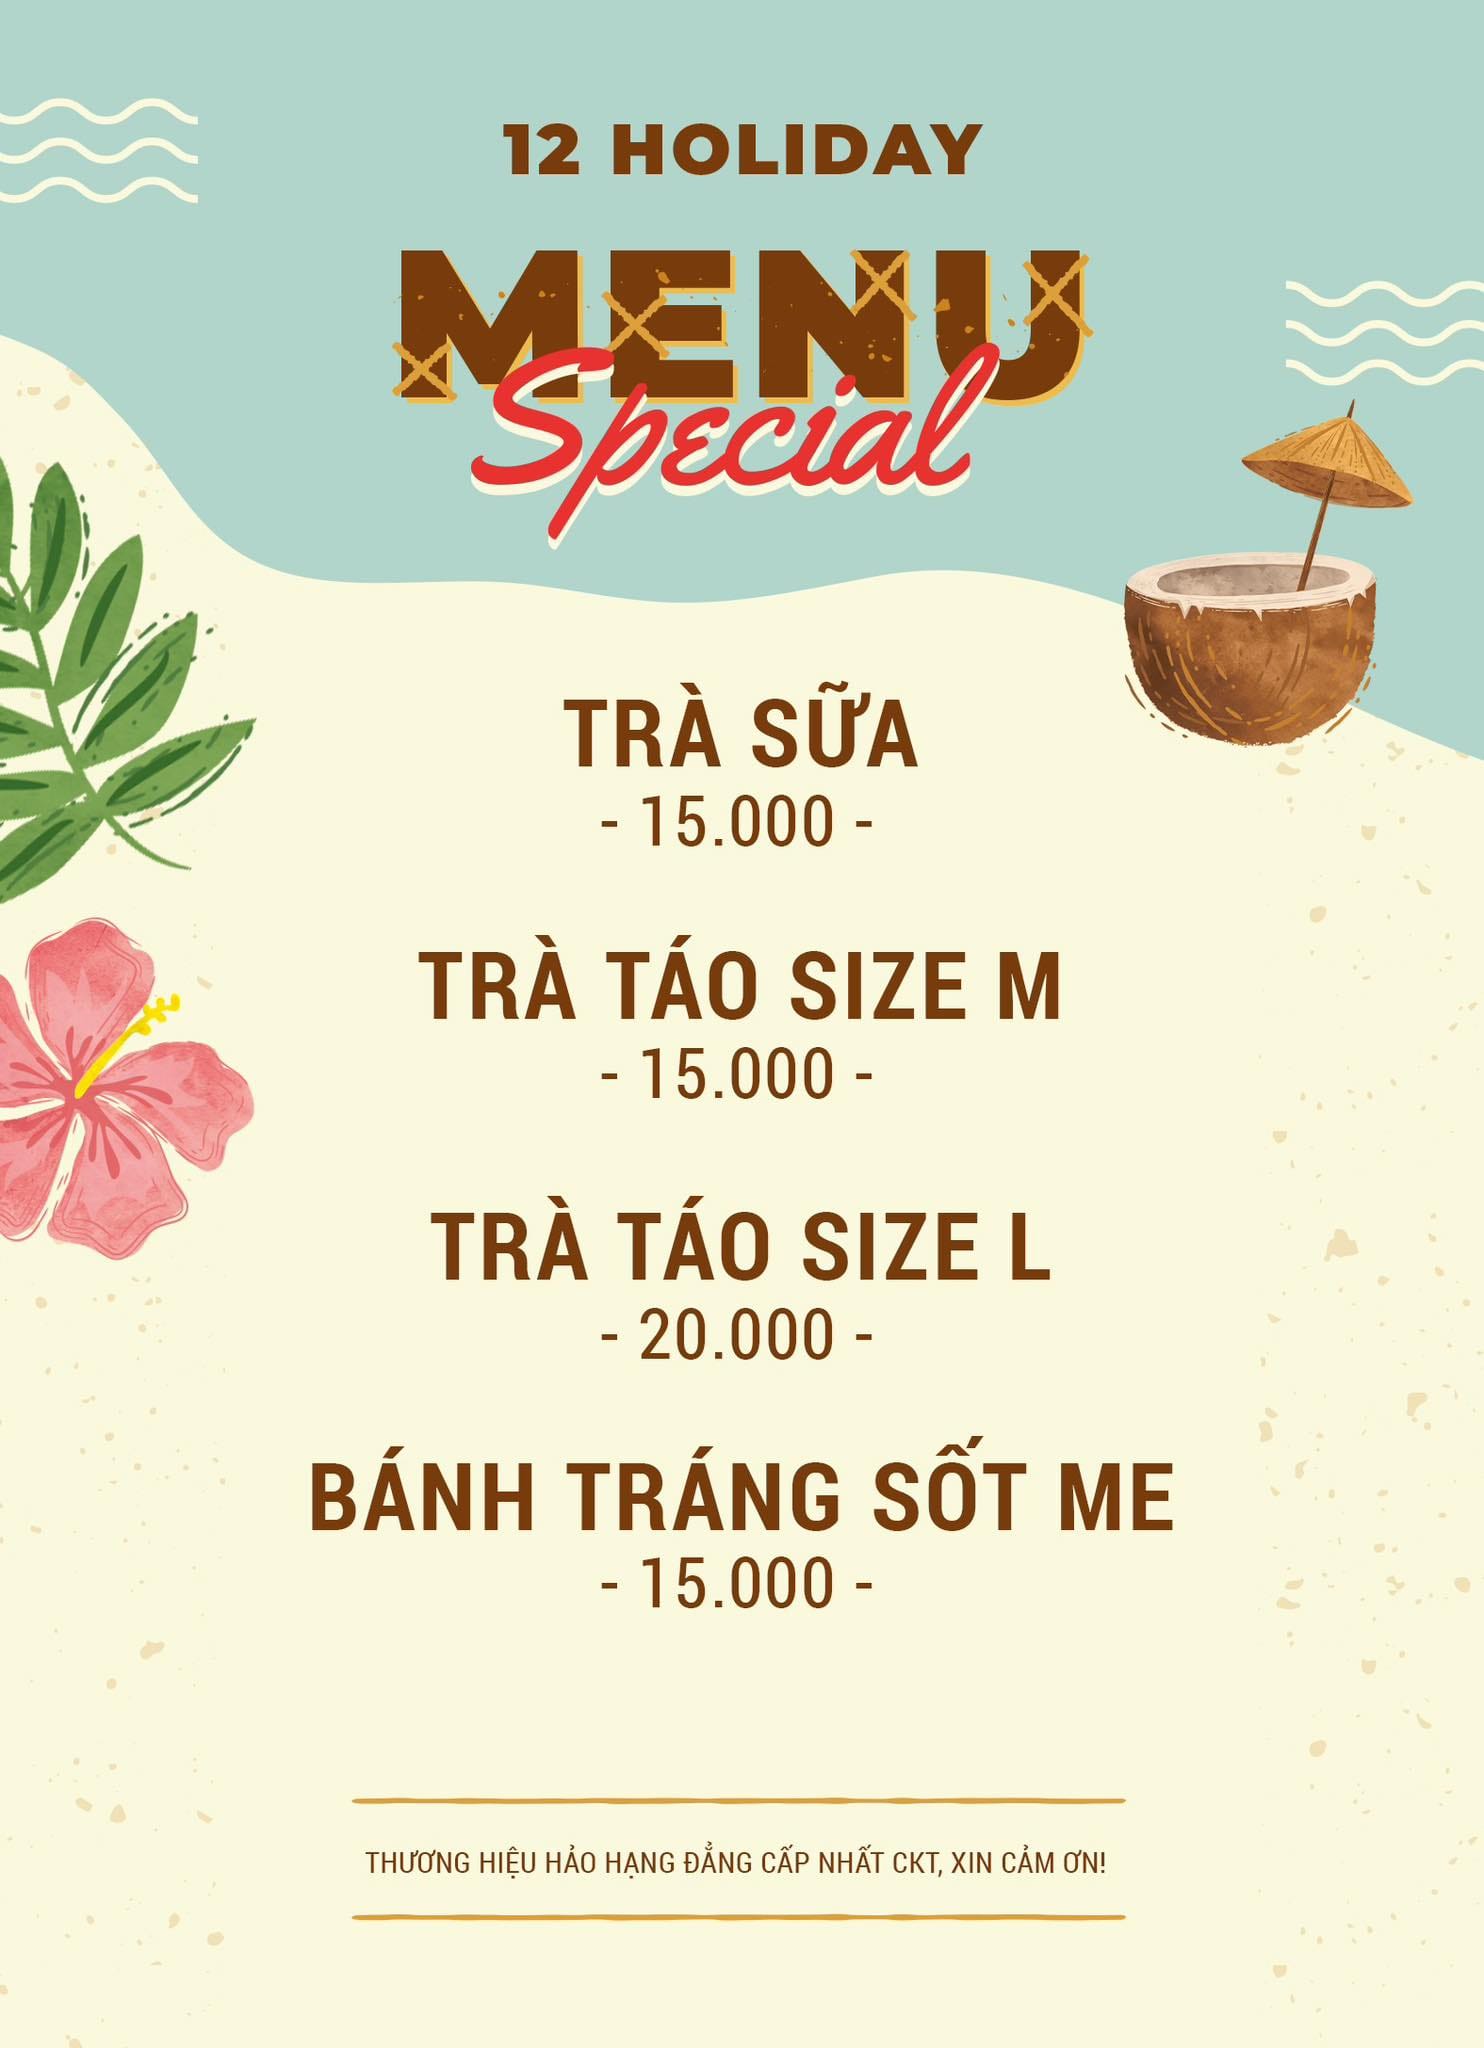 12 HOLIDAY
MENU
Special
TRÀ SỮA
- 15.000 -
TRÀ TÁO SIZE M
- 15.000 -
TRÀ TÁO SIZE L
- 20.000 -
BÁNH TRÁNG SỐT ME
- 15.000 -
THƯƠNG HIỆU HẢO HẠNG ĐẲNG CẤP NHẤT CKT, XIN CẢM ƠN!